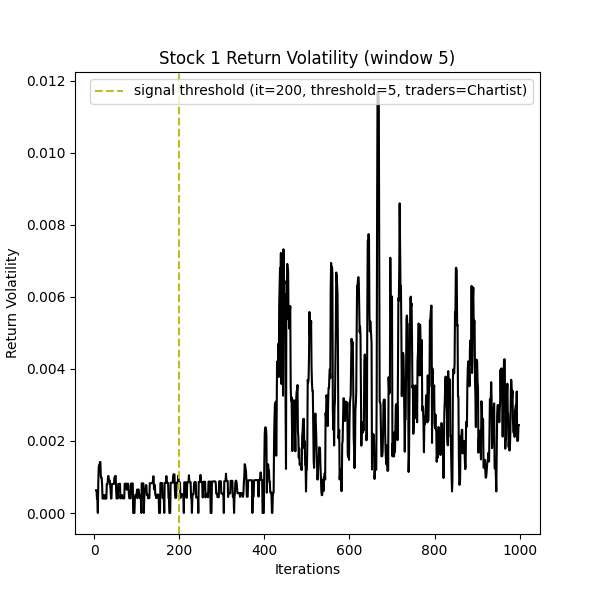 Stock 1 Return Volatility (window 5)
signal threshold (it=200, threshold=5, traders=Chartist)
Return Volatility
0.012
0.010
0.008
0.006
0.004
0.002
0.000
0 200 400 600 800 1000
Iterations